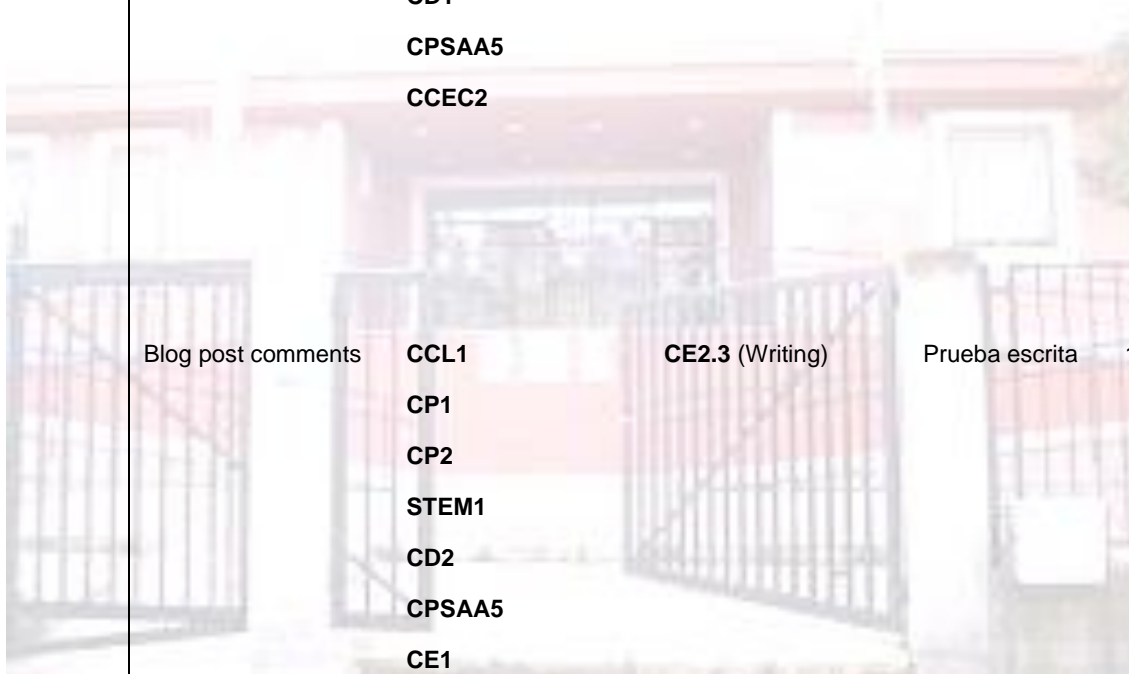 CPSAA5
CCEC2
Blog post comments CCL1 CE2.3 (Writing) Prueba escrita
CP1
CP2
STEM1
CD2
CPSAA5
CE1